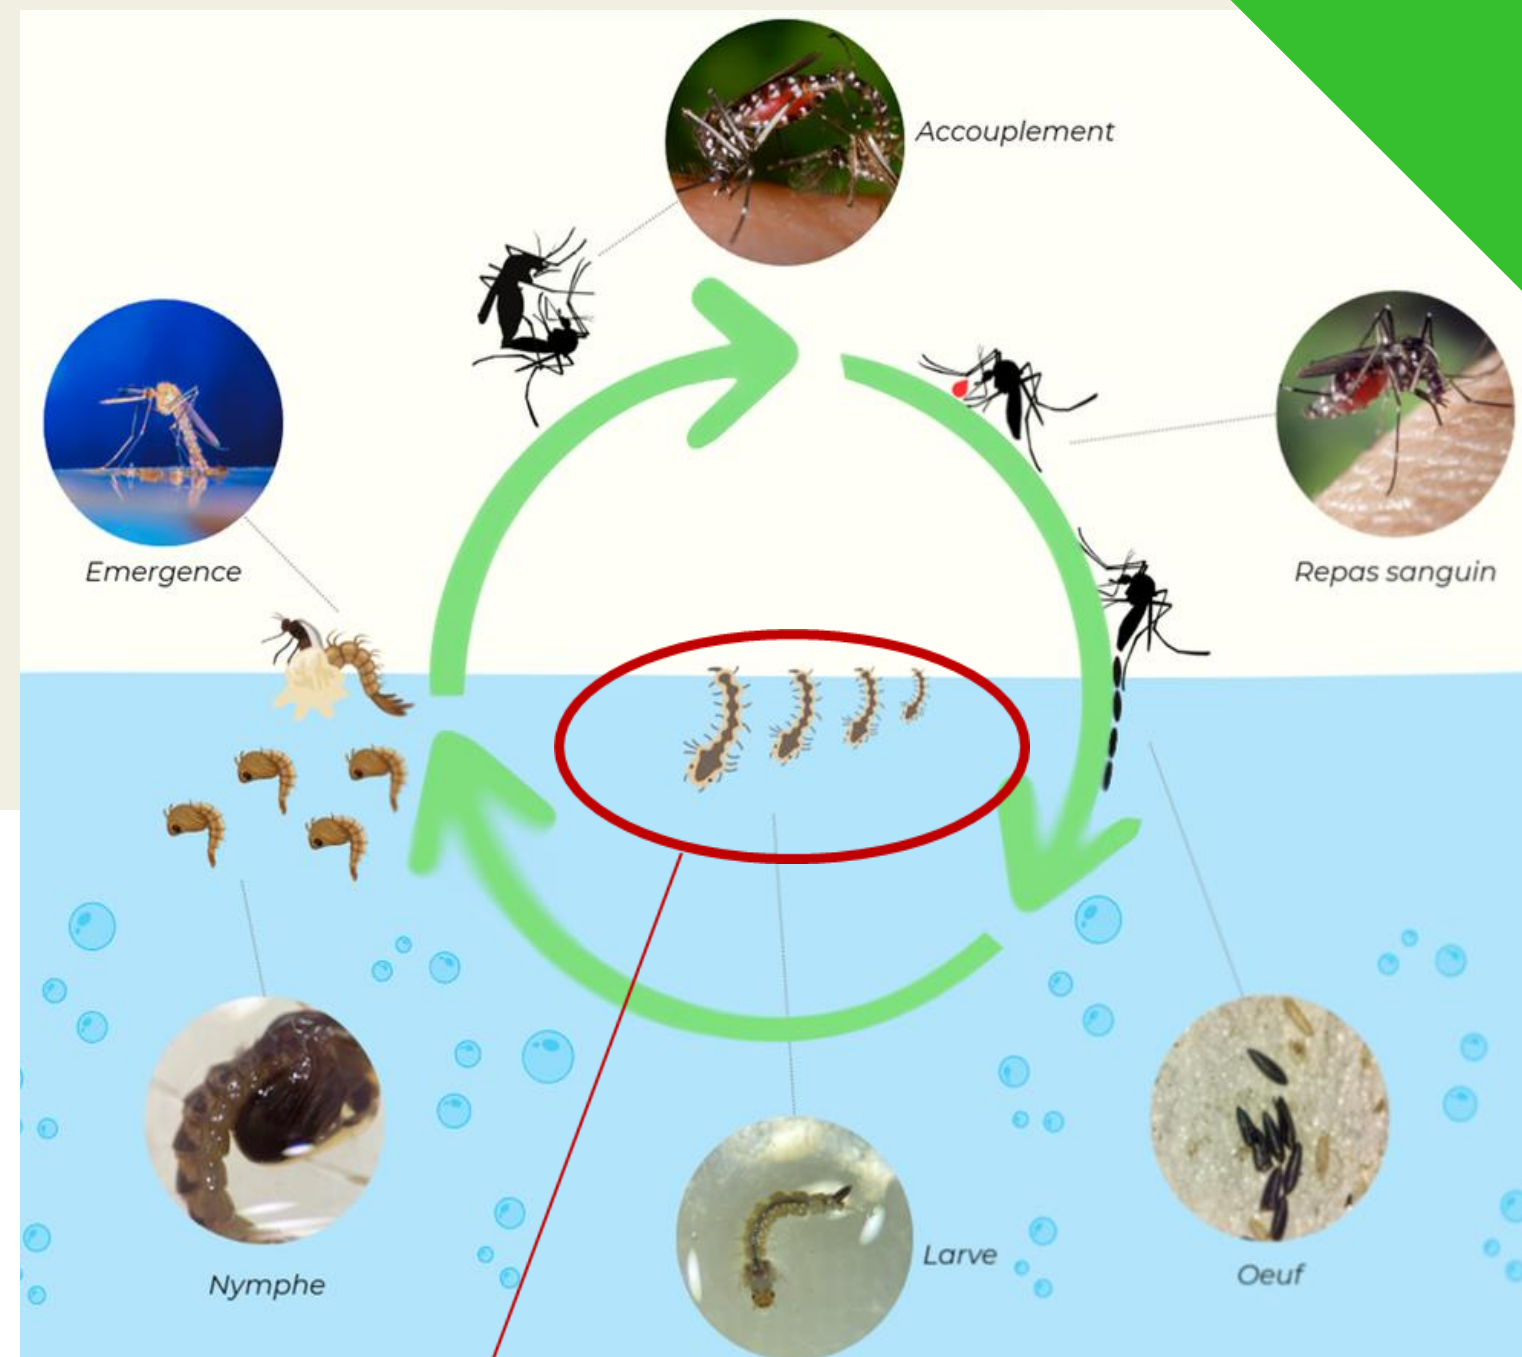 Accouplement
Emergence
Repas sanguin
Nymphe
Larve
Oeuf